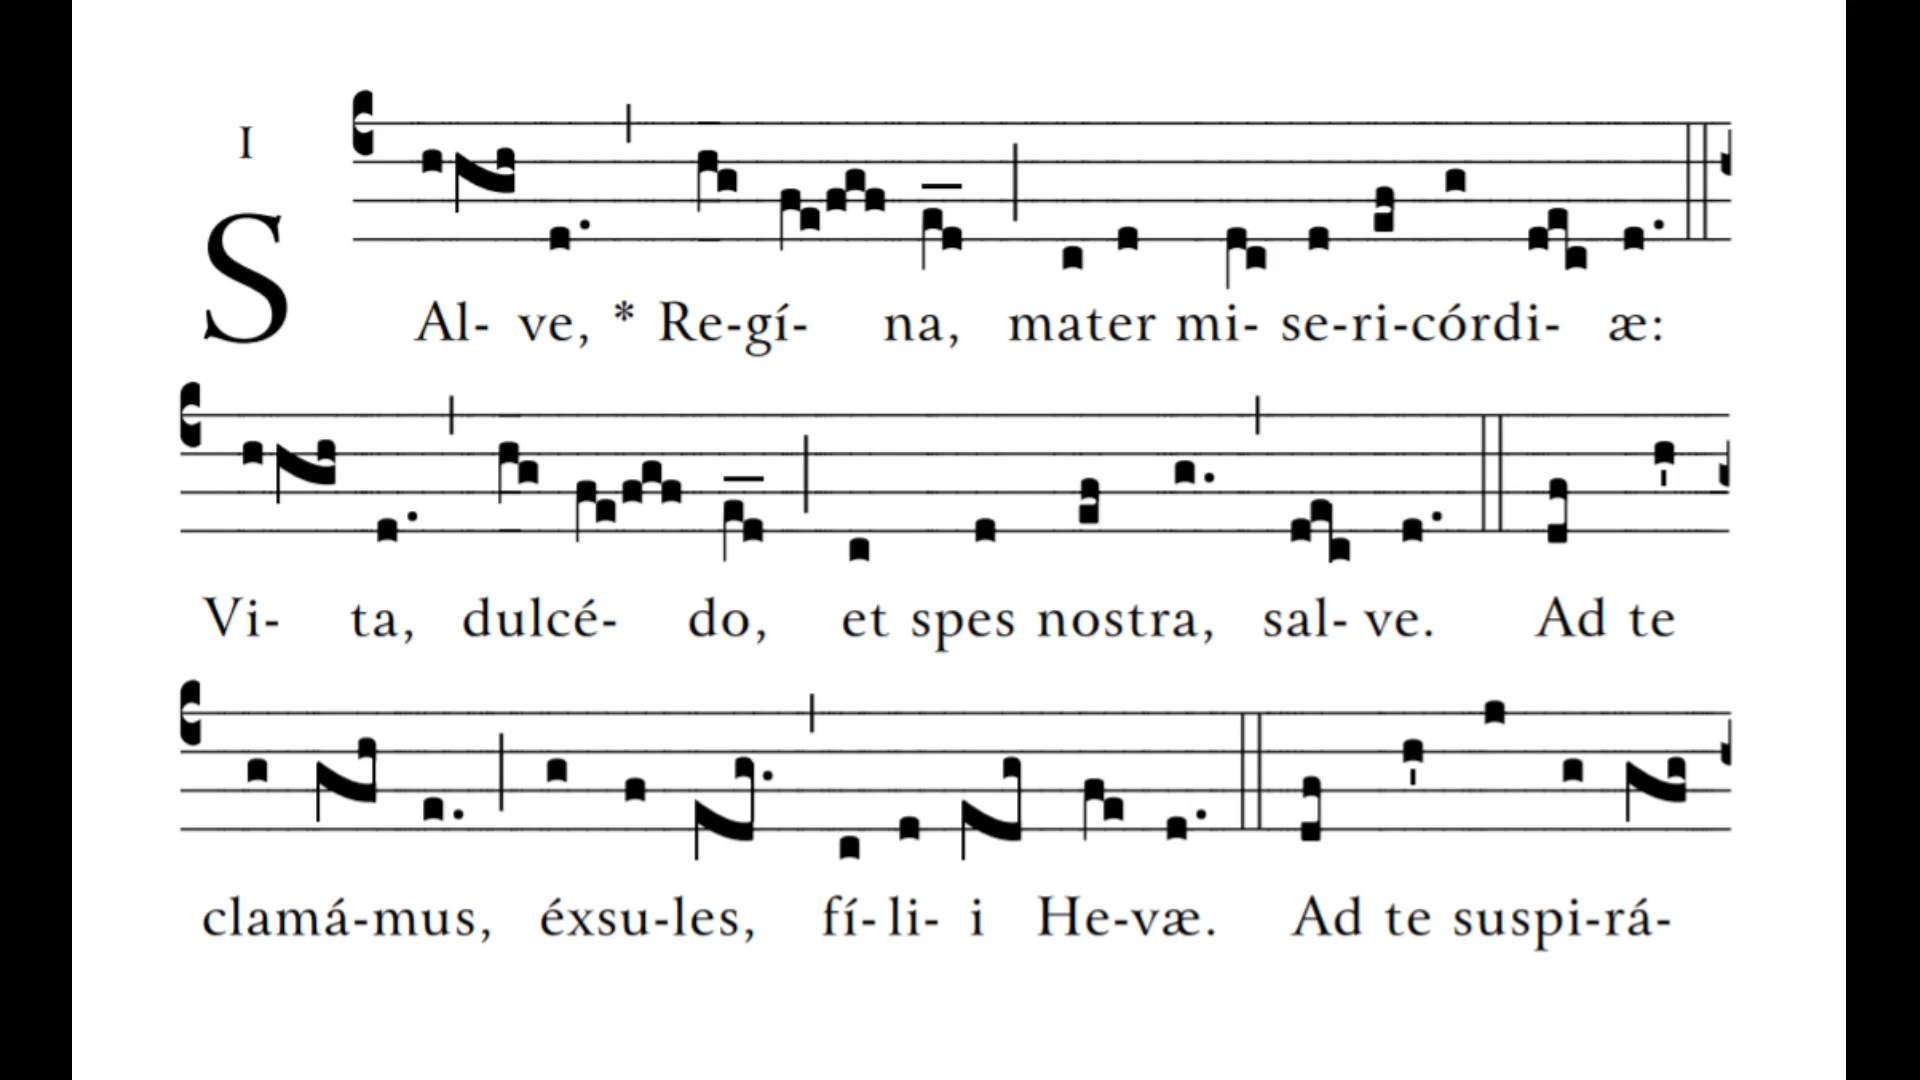 I
SAl- ve, * Re-gí- na, mater mi- se-ri-córdi- æ:
Vi- ta, dulcé- do, et spes nostra, sal- ve. Ad te
clamá-mus, éxsu-les, fí- li- i He-væ. Ad te suspi-rá-